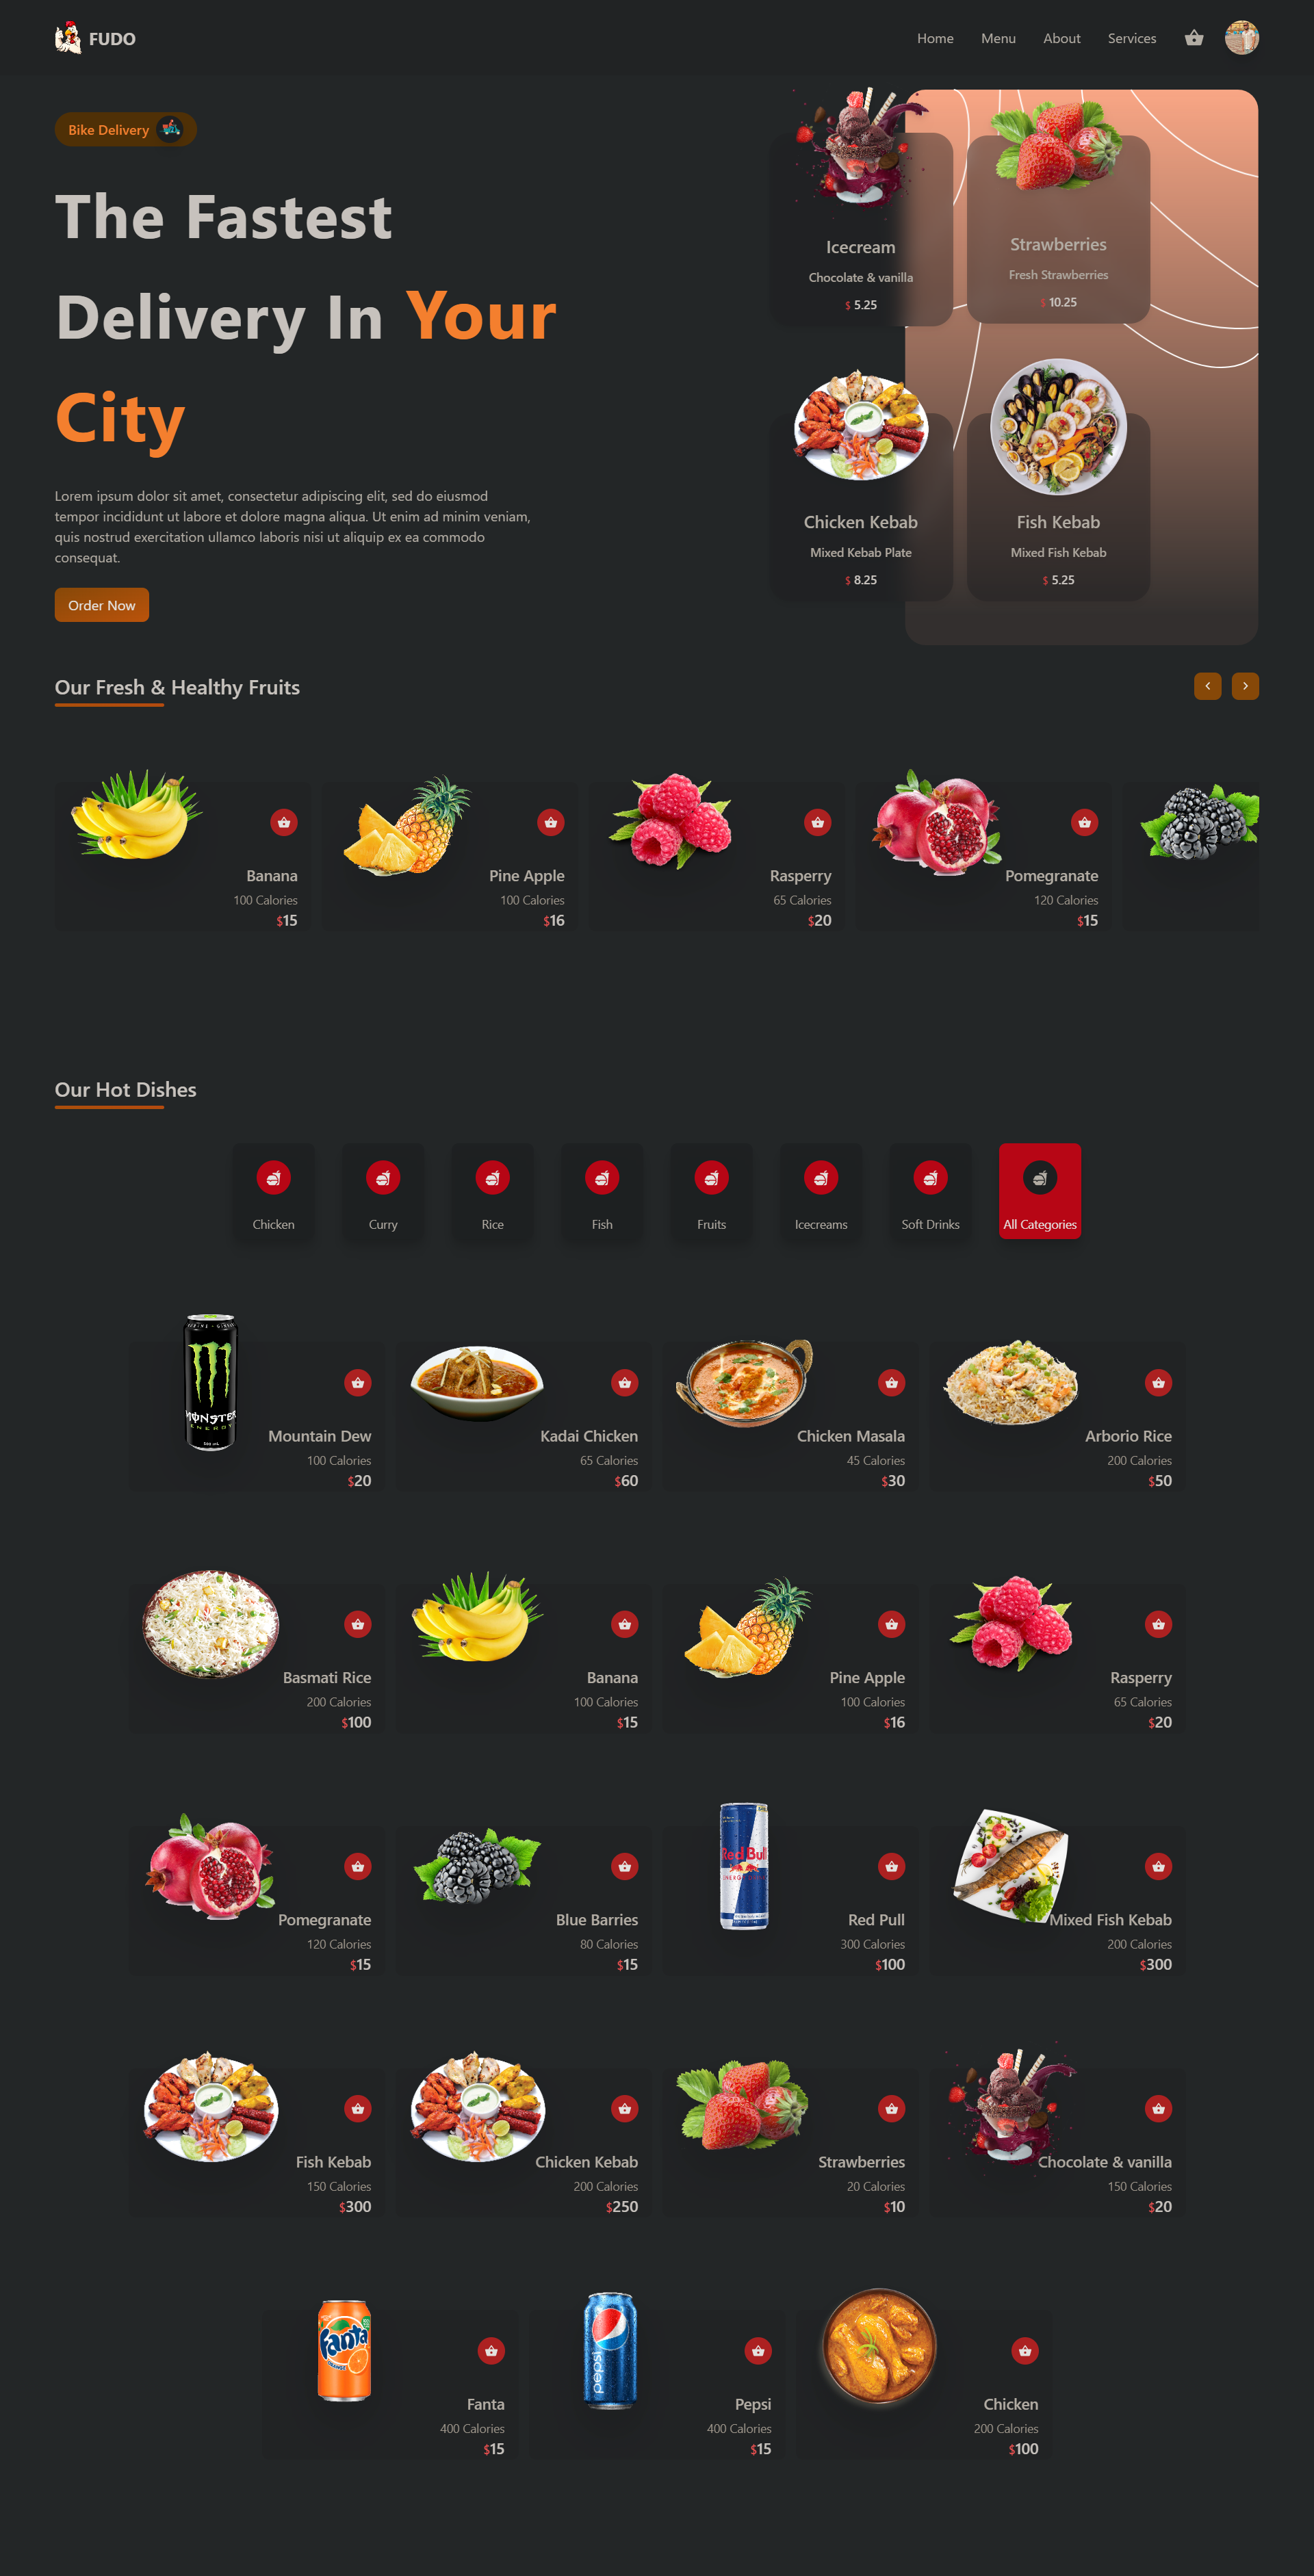 FUDO
Home
Menu
About
Services
Bike Delivery
The Fastest
Delivery In Your
City
Lorem ipsum dolor sit amet, consectetur adipiscing elit, sed do eiusmod
tempor incididunt ut labore et dolore magna aliqua. Ut enim ad minim veniam,
quis nostrud exercitation ullamco laboris nisi ut aliquip ex ea commodo
consequat.
Order Now
Icecream
Chocolate & vanilla
$ 5.25
Strawberries
Fresh Strawberries
$ 10.25
Chicken Kebab
Mixed Kebab Plate
$ 8.25
Fish Kebab
Mixed Fish Kebab
$ 5.25
Our Fresh & Healthy Fruits
Banana
100 Calories
$15
Pine Apple
100 Calories
$16
Rasperry
65 Calories
$20
Pomegranate
120 Calories
$15
Our Hot Dishes
Chicken
Curry
Rice
Fish
Fruits
Icecreams
Soft Drinks
All Categories
MONSTER
ENERGY
Mountain Dew
100 Calories
$20
Kadai Chicken
65 Calories
$60
Chicken Masala
45 Calories
$30
Arborio Rice
200 Calories
$50
Basmati Rice
200 Calories
$100
Banana
100 Calories
$15
Pine Apple
100 Calories
$16
Rasperry
65 Calories
$20
Pomegranate
120 Calories
$15
Blue Barries
80 Calories
$15
Red Bull
Red Pull
300 Calories
$100
Mixed Fish Kebab
200 Calories
$300
Fish Kebab
150 Calories
$300
Chicken Kebab
200 Calories
$250
Strawberries
20 Calories
$10
Chocolate & vanilla
150 Calories
$20
Fanta
Fanta
400 Calories
$15
pepsi
Pepsi
400 Calories
$15
Chicken
200 Calories
$100